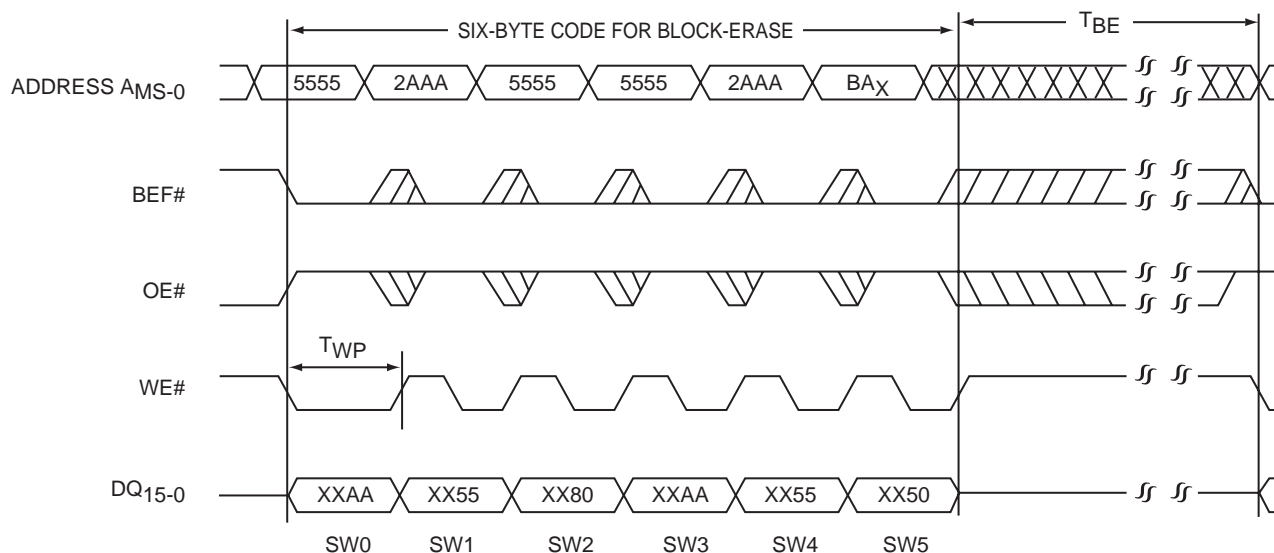 SIX-BYTE CODE FOR BLOCK-ERASE
TBE
ADDRESS AMS-0
5555 2AAA 5555 5555 2AAA BAX
BEF#
OE#
TWP
WE#
DQ15-0
XXAA XX55 XX80 XXAA XX55 XX50
SW0 SW1 SW2 SW3 SW4 SW5